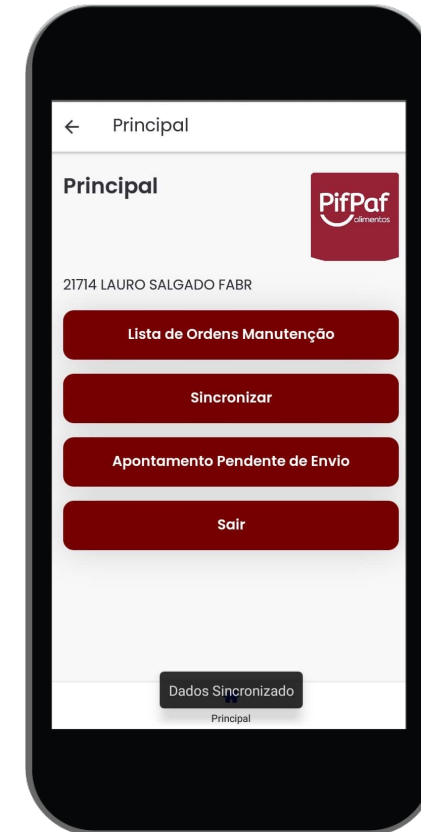 Principal
Principal
PifPaf
alimentos
21714 LAURO SALGADO FABR
Lista de Ordens Manutenção
Sincronizar
Apontamento Pendente de Envio
Sair
Dados Sincronizado
Principal